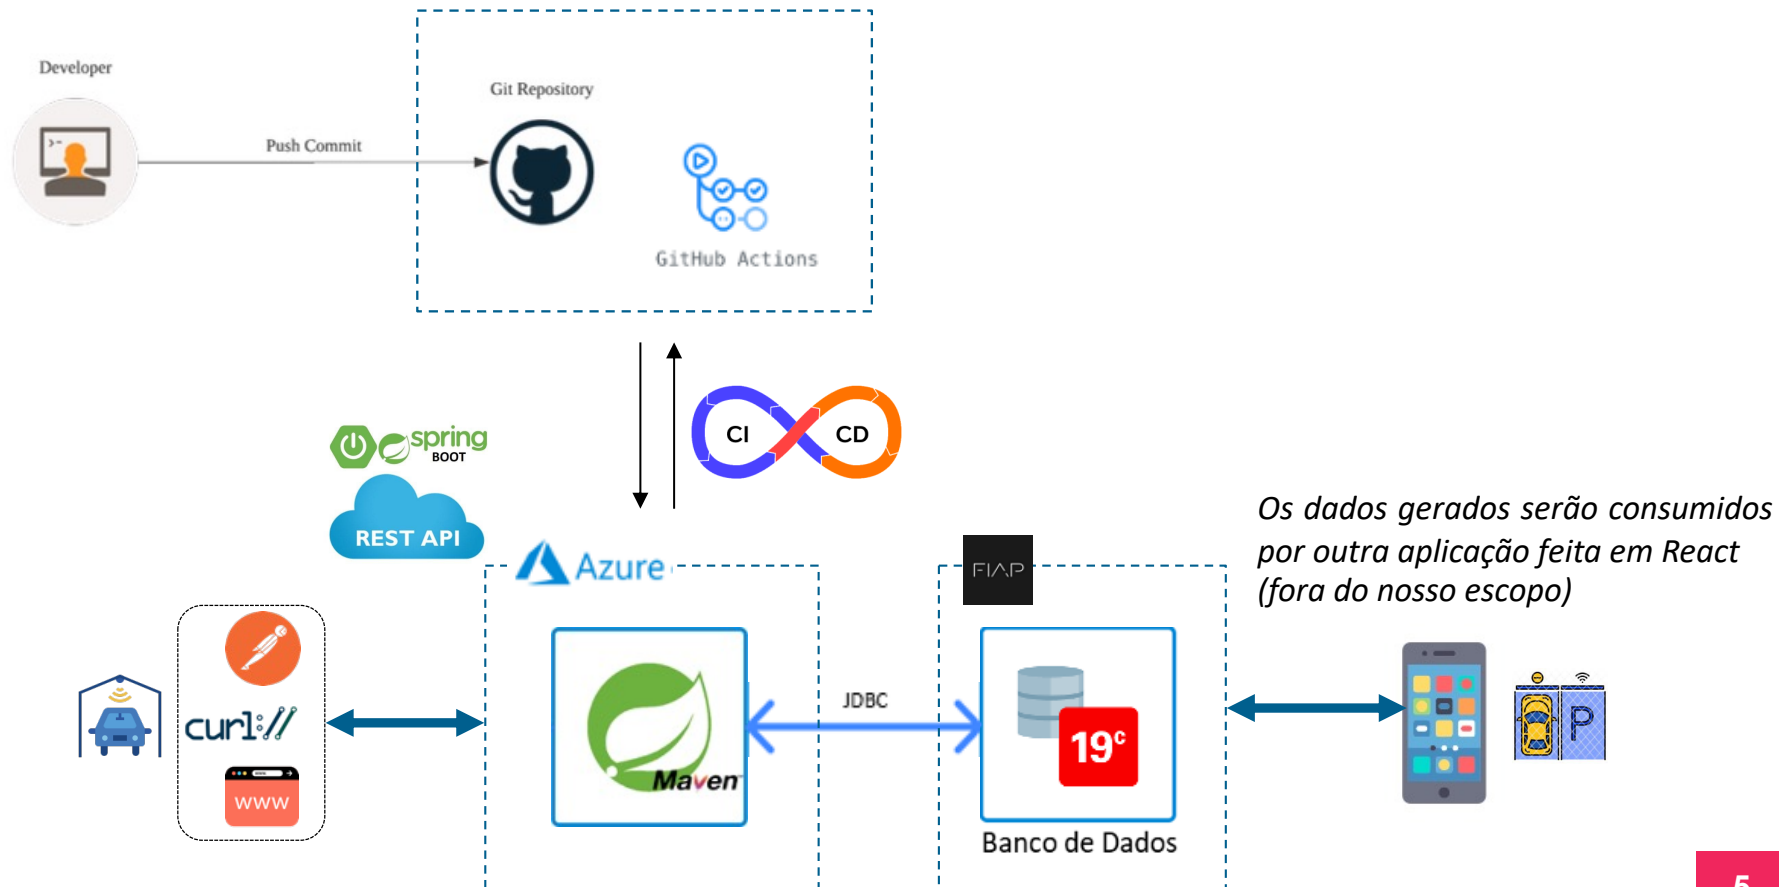 Developer
Git Repository
Push Commit
GitHub Actions
CI
CD
spring
BOOT
REST API
Azure
FIAP
Os dados gerados serão consumidos
por outra aplicação feita em React
(fora do nosso escopo)
curl://
www
Maven
JDBC
19c
P
Banco de Dados
5